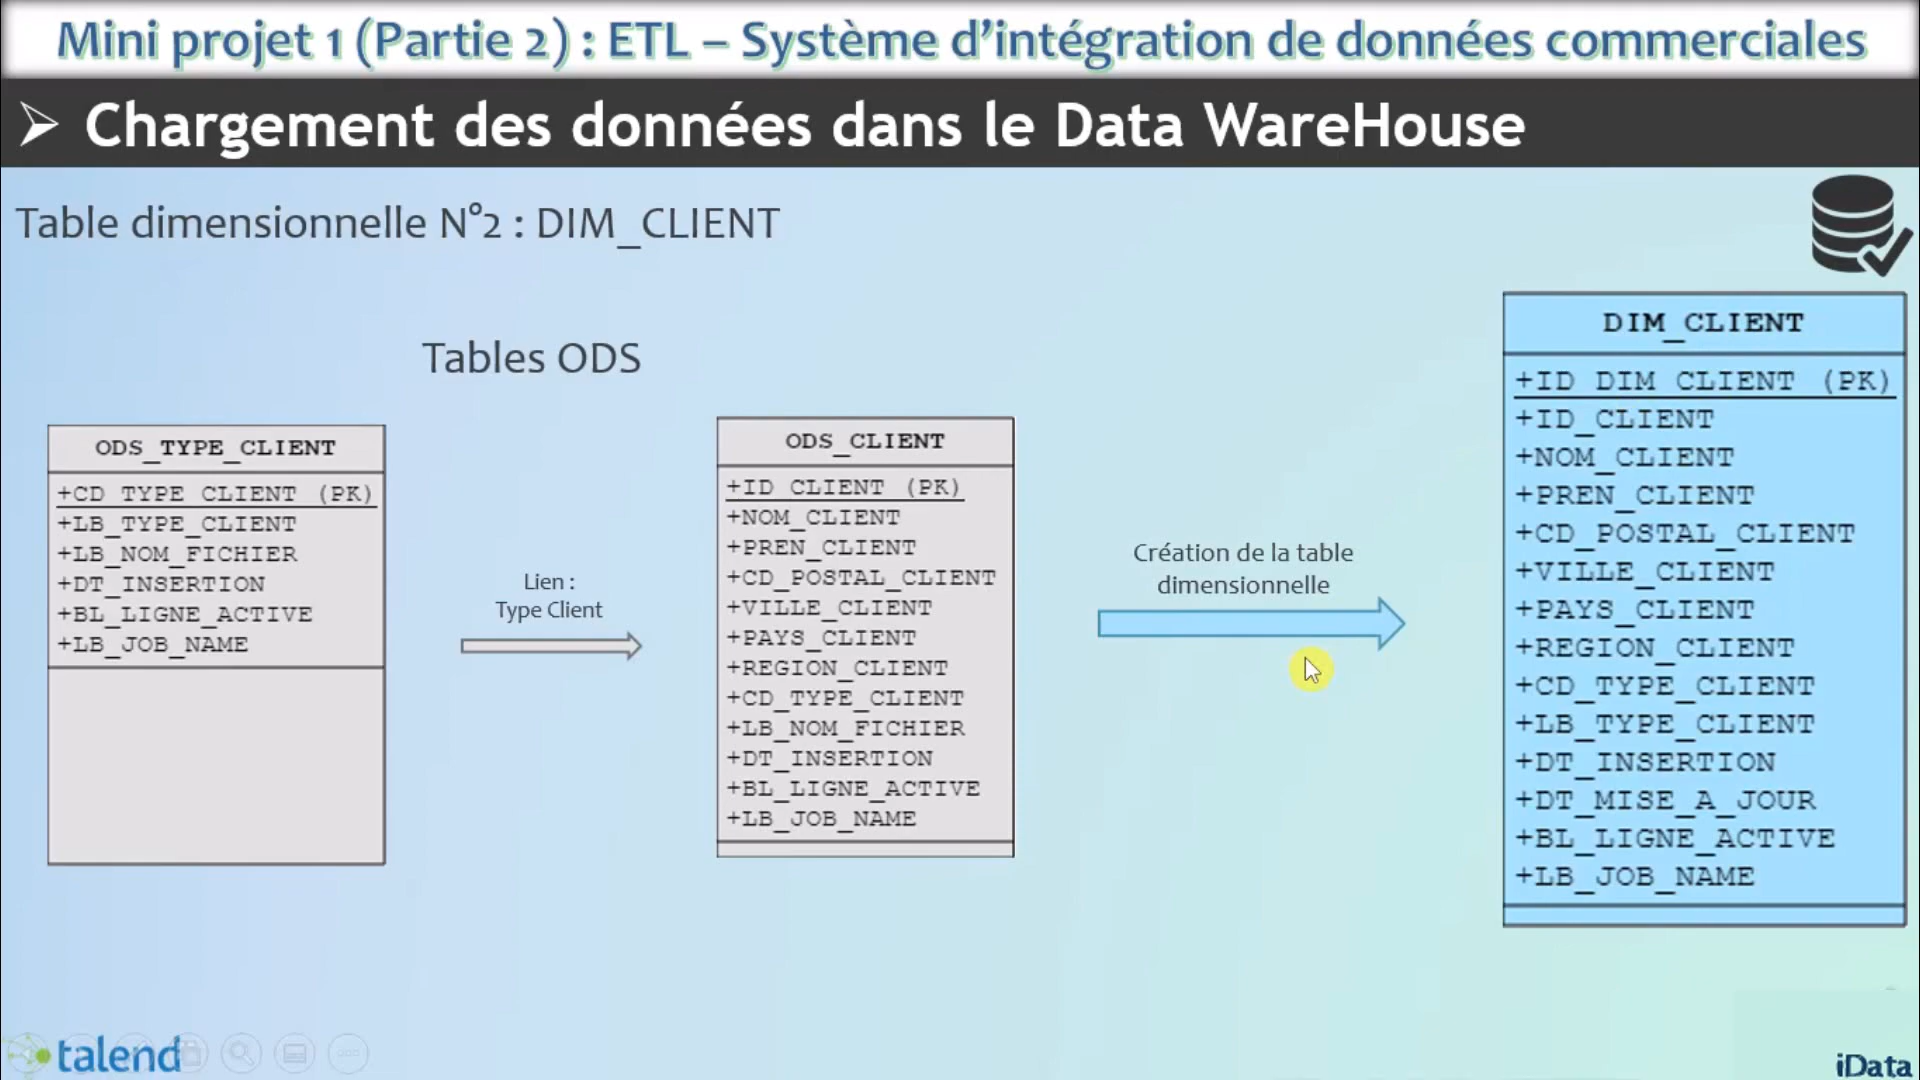 Mini projet 1 (Partie 2) : ETL – Système d’intégration de données commerciales
➢ Chargement des données dans le Data WareHouse
Table dimensionnelle N°2 : DIM_CLIENT
Tables ODS
ODS_TYPE_CLIENT
+CD_TYPE_CLIENT (PK)
+LB_TYPE_CLIENT
+LB_NOM_FICHIER
+DT_INSERTION
+BL_LIGNE_ACTIVE
+LB_JOB_NAME
Lien :
Type Client
ODS_CLIENT
+ID_CLIENT (PK)
+NOM_CLIENT
+PREN_CLIENT
+CD_POSTAL_CLIENT
+VILLE_CLIENT
+PAYS_CLIENT
+REGION_CLIENT
+CD_TYPE_CLIENT
+LB_NOM_FICHIER
+DT_INSERTION
+BL_LIGNE_ACTIVE
+LB_JOB_NAME
Création de la table
dimensionnelle
DIM_CLIENT
+ID_DIM_CLIENT (PK)
+ID_CLIENT
+NOM_CLIENT
+PREN_CLIENT
+CD_POSTAL_CLIENT
+VILLE_CLIENT
+PAYS_CLIENT
+REGION_CLIENT
+CD_TYPE_CLIENT
+LB_TYPE_CLIENT
+DT_INSERTION
+DT_MISE_A_JOUR
+BL_LIGNE_ACTIVE
+LB_JOB_NAME
talend
iData